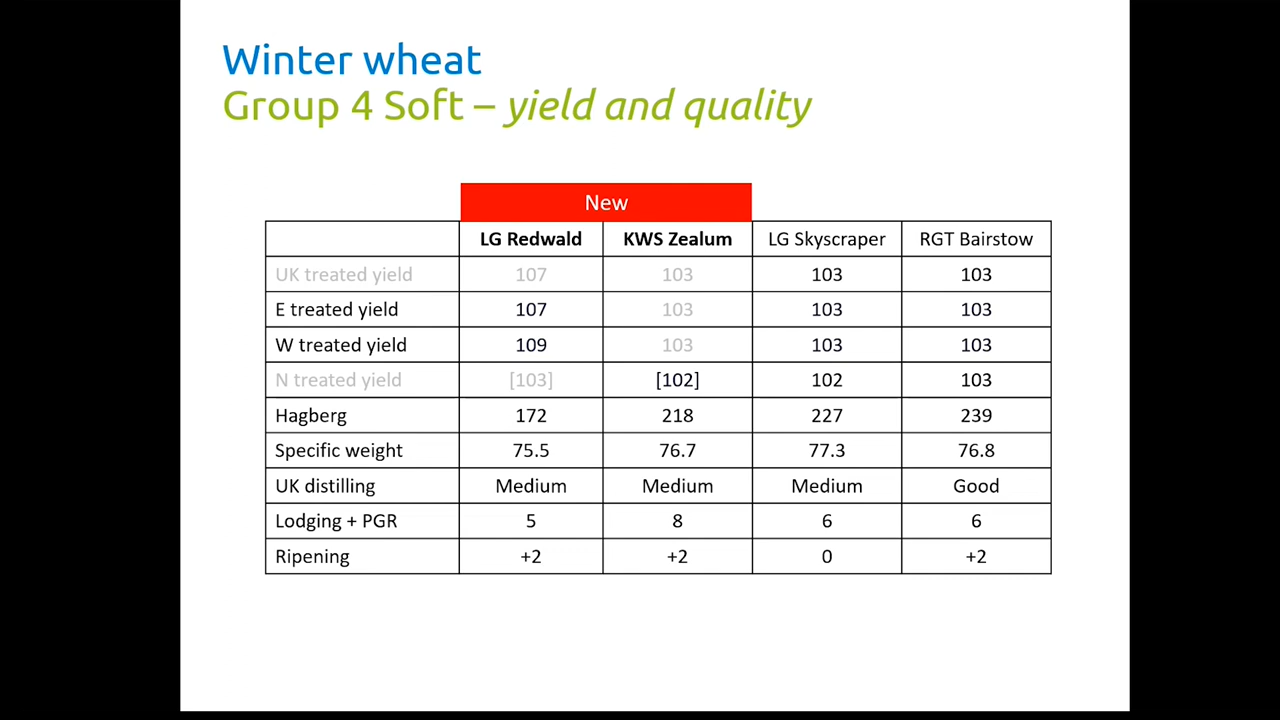 Winter wheat
Group 4 Soft – yield and quality
New
LG Redwald KWS Zealum LG Skyscraper RGT Bairstow
UK treated yield 107 103 103 103
E treated yield 107 103 103 103
W treated yield 109 103 103 103
N treated yield [103] [102] 102 103
Hagberg 172 218 227 239
Specific weight 75.5 76.7 77.3 76.8
UK distilling Medium Medium Medium Good
Lodging + PGR 5 8 6 6
Ripening +2 +2 0 +2